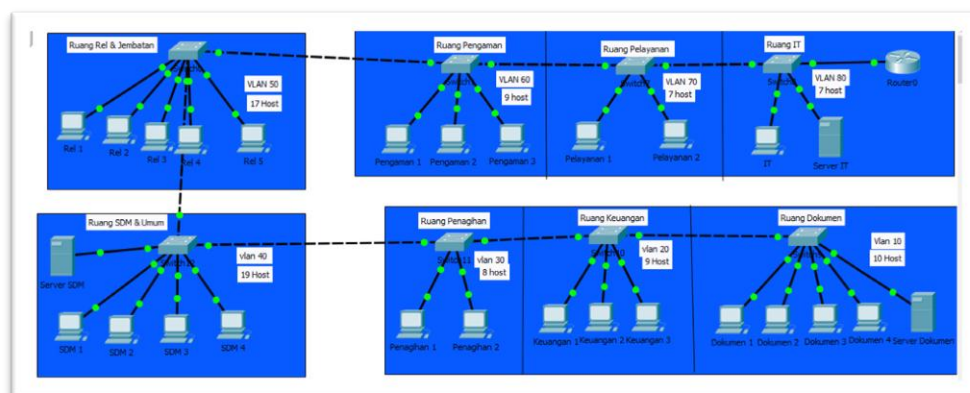 Ruang Rel & Jembatan
VLAN 50
17 Host
Rel 1
Rel 2
Rel 3
Rel 4
Rel 5
Ruang Pengaman
VLAN 60
9 host
Pengaman 1
Pengaman 2
Pengaman 3
Ruang Pelayanan
VLAN 70
7 host
Pelayanan 1
Pelayanan 2
Ruang IT
VLAN 80
7 host
Router0
IT
Server IT
Ruang SDM & Umum
vlan 40
19 Host
Server SDM
SDM 1
SDM 2
SDM 3
SDM 4
Ruang Penagihan
vlan 30
8 host
Penagihan 1
Penagihan 2
Ruang Keuangan
vlan 20
9 Host
Keuangan 1
Keuangan 2
Keuangan 3
Ruang Dokumen
Vlan 10
10 Host
Dokumen 1
Dokumen 2
Dokumen 3
Dokumen 4
Server Dokumen